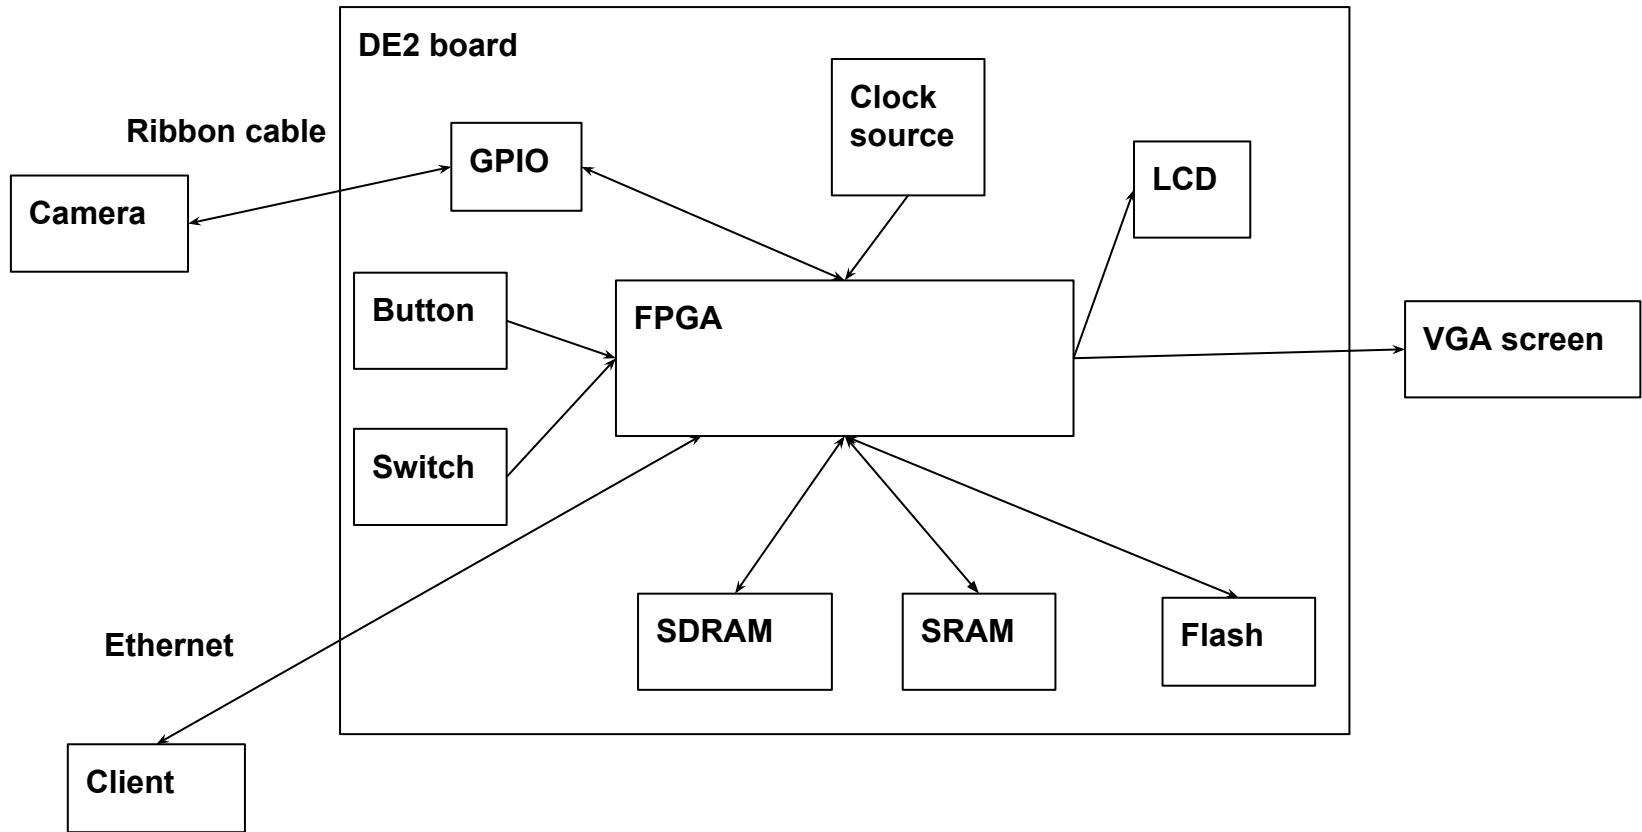 DE2 board
Clock
source
Ribbon cable
GPIO
LCD
Camera
Button
FPGA
VGA screen
Switch
SDRAM
SRAM
Flash
Ethernet
Client